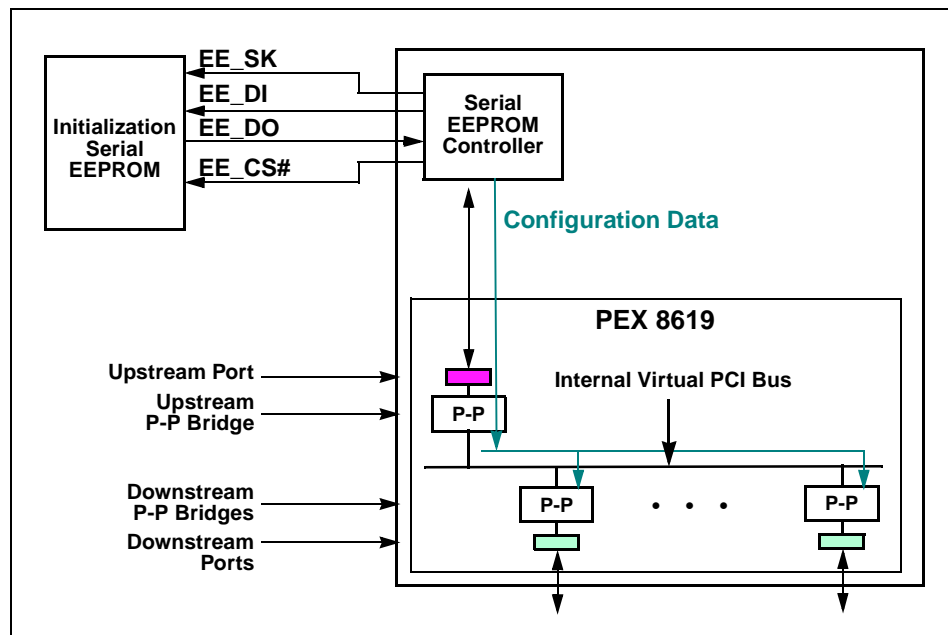 EE_SK
EE_DI
EE_DO
EE_CS#
Initialization
Serial
EEPROM
Serial
EEPROM
Controller
Configuration Data
PEX 8619
Upstream Port
Upstream
P-P Bridge
Internal Virtual PCI Bus
P-P
Downstream
P-P Bridges
Downstream
Ports
P-P
• • •
P-P